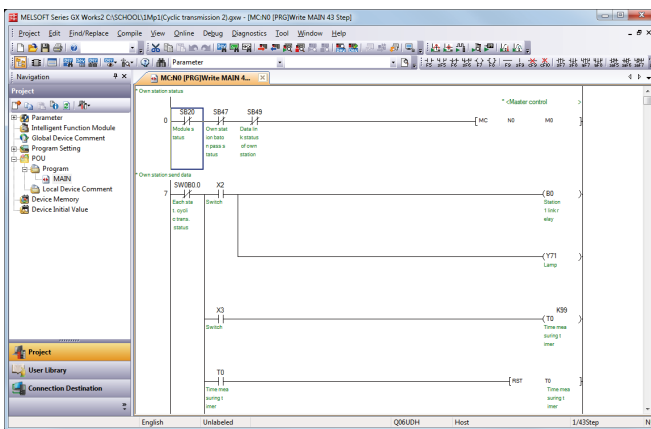 MELSOFT Series GX Works2 C:\SCHOOL\1Mp1(Cyclic transmission 2).gxw - [MC:N0 [PRG]Write MAIN 43 Step]
Project Edit Find/Replace Compile View Online Debug Diagnostics Tool Window Help
Parameter
Navigation
MC:N0 [PRG]Write MAIN 4...
Project
Parameter
Intelligent Function Module
Global Device Comment
Program Setting
POU
Program
MAIN
Local Device Comment
Device Memory
Device Initial Value
Project
User Library
Connection Destination
* Own station status
* <Master control >
SB20 SB47 SB49
0 MC N0 M0
Module s Own stat Data lin
tatus ion bato k status
n pass s of own
tatus stasion
* Own station send data
SW0B0.0 X2
7 B0
Each sta Switch Station
t. cycli 1 link r
c trans. elay
status
Y71
Lamp
X3 K99
T0
Switch Time mea
suring t
imer
T0
RST T0
Time mea Time mea
suring t suring t
imer imer
English Unlabeled Q06UDH Host 1/43Step N